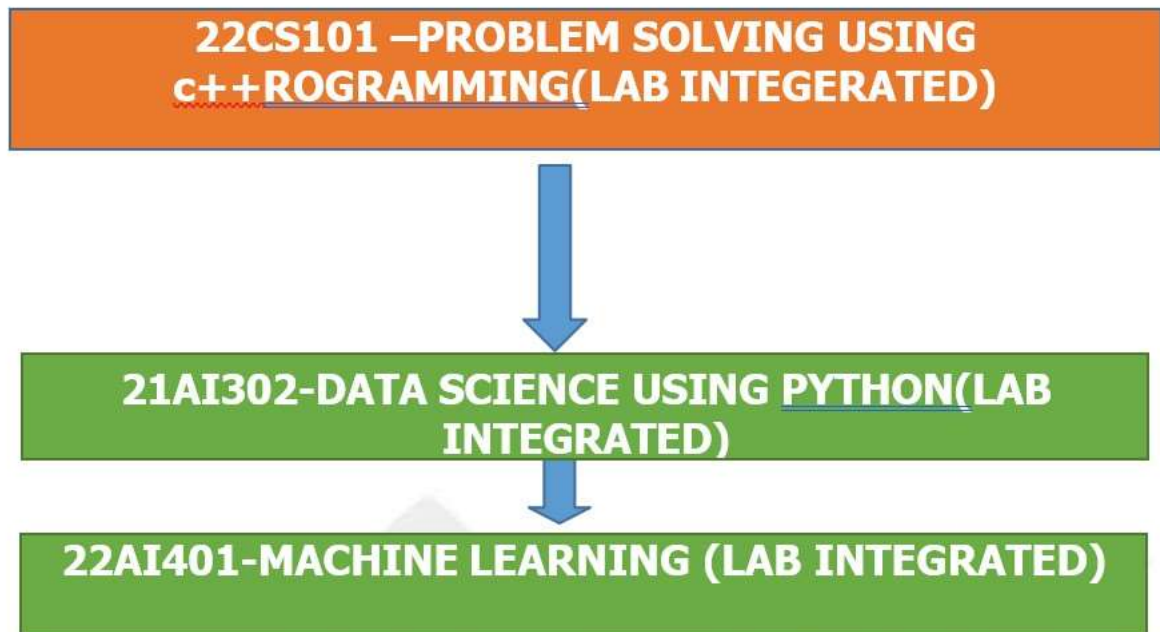 22CS101 –PROBLEM SOLVING USING
c++ROGRAMMING(LAB INTEGERATED)
21AI302-DATA SCIENCE USING PYTHON(LAB
INTEGRATED)
22AI401-MACHINE LEARNING (LAB INTEGRATED)